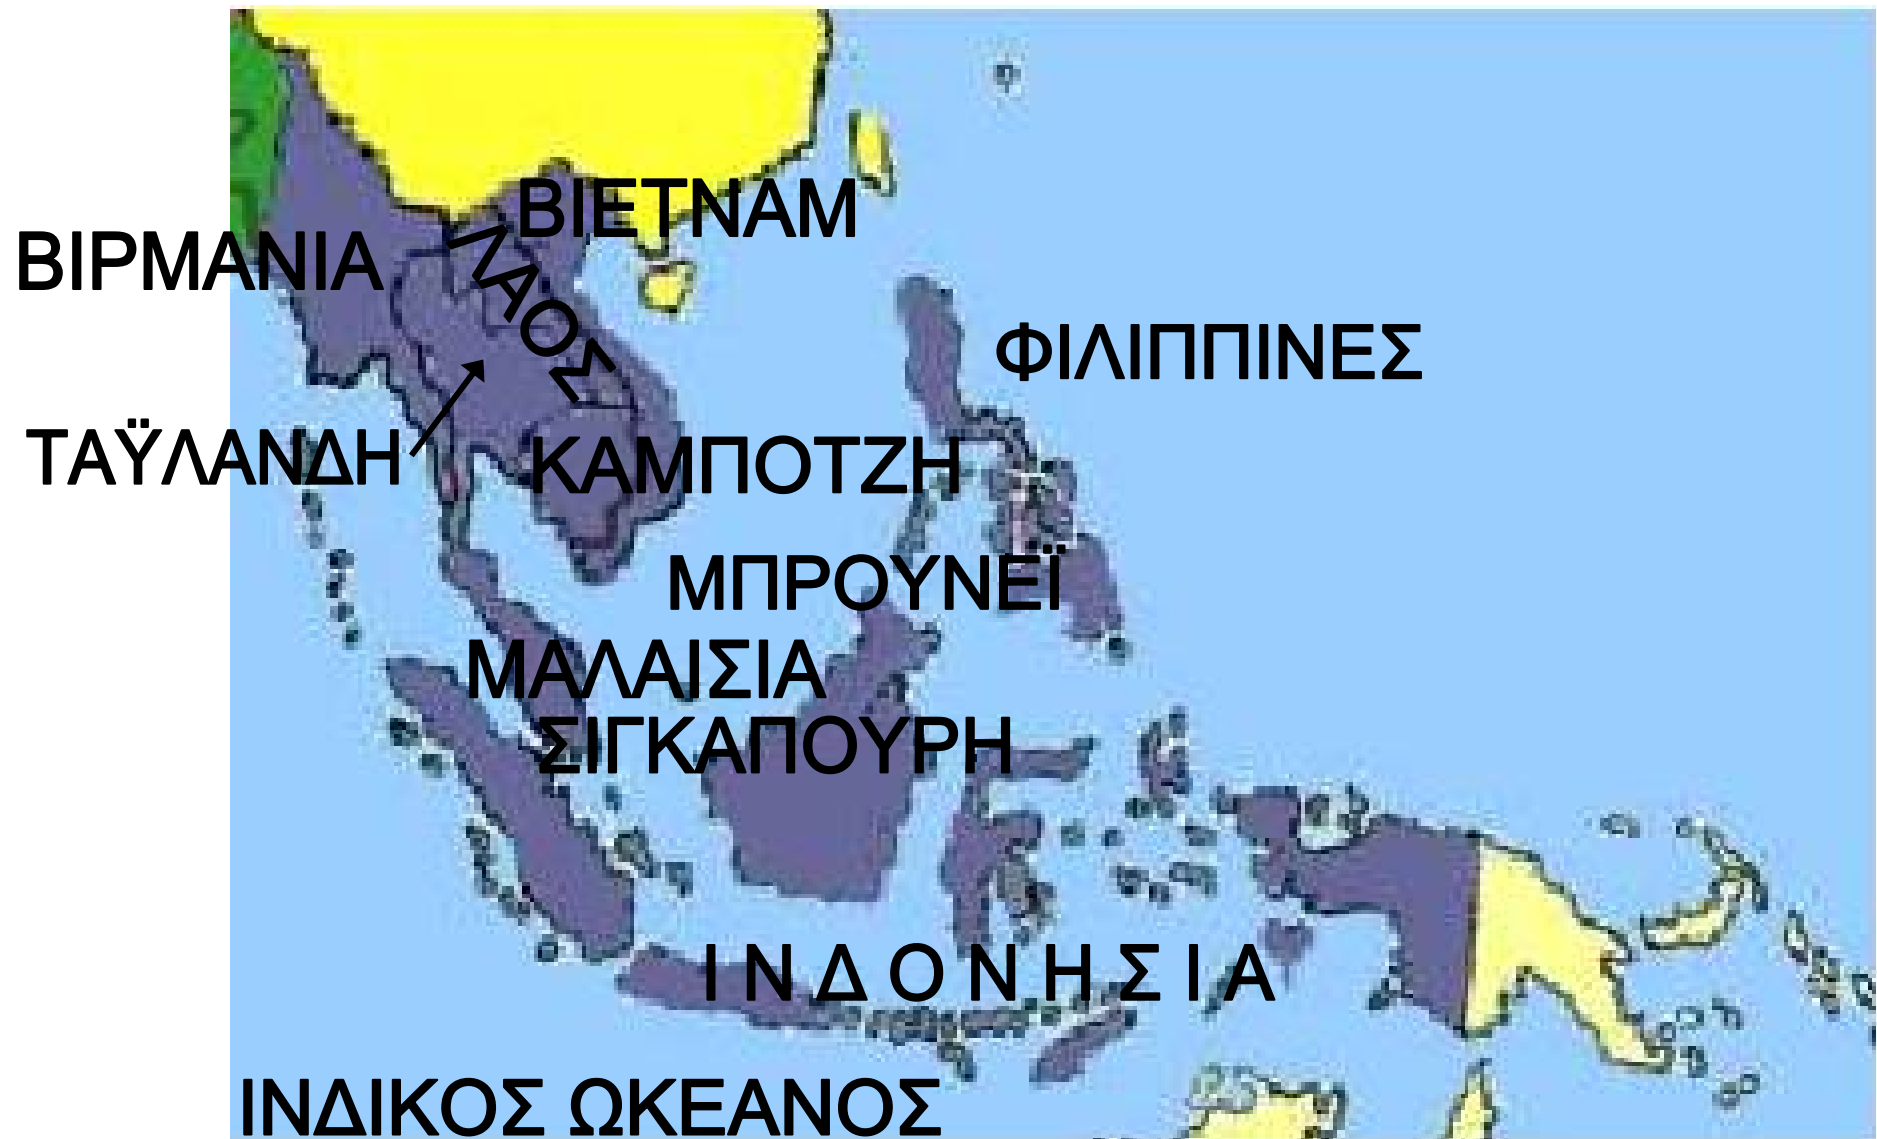 ΒΙΕΤΝΑΜ
ΒΙΡΜΑΝΙΑ
ΛΑΟΣ
ΦΙΛΙΠΠΙΝΕΣ
ΤΑΫΛΑΝΔΗ
ΚΑΜΠΟΤΖΗ
ΜΠΡΟΥΝΕΪ
ΜΑΛΑΙΣΙΑ
ΣΙΓΚΑΠΟΥΡΗ
Ι Ν Δ Ο Ν Η Σ Ι Α
ΙΝΔΙΚΟΣ ΩΚΕΑΝΟΣ